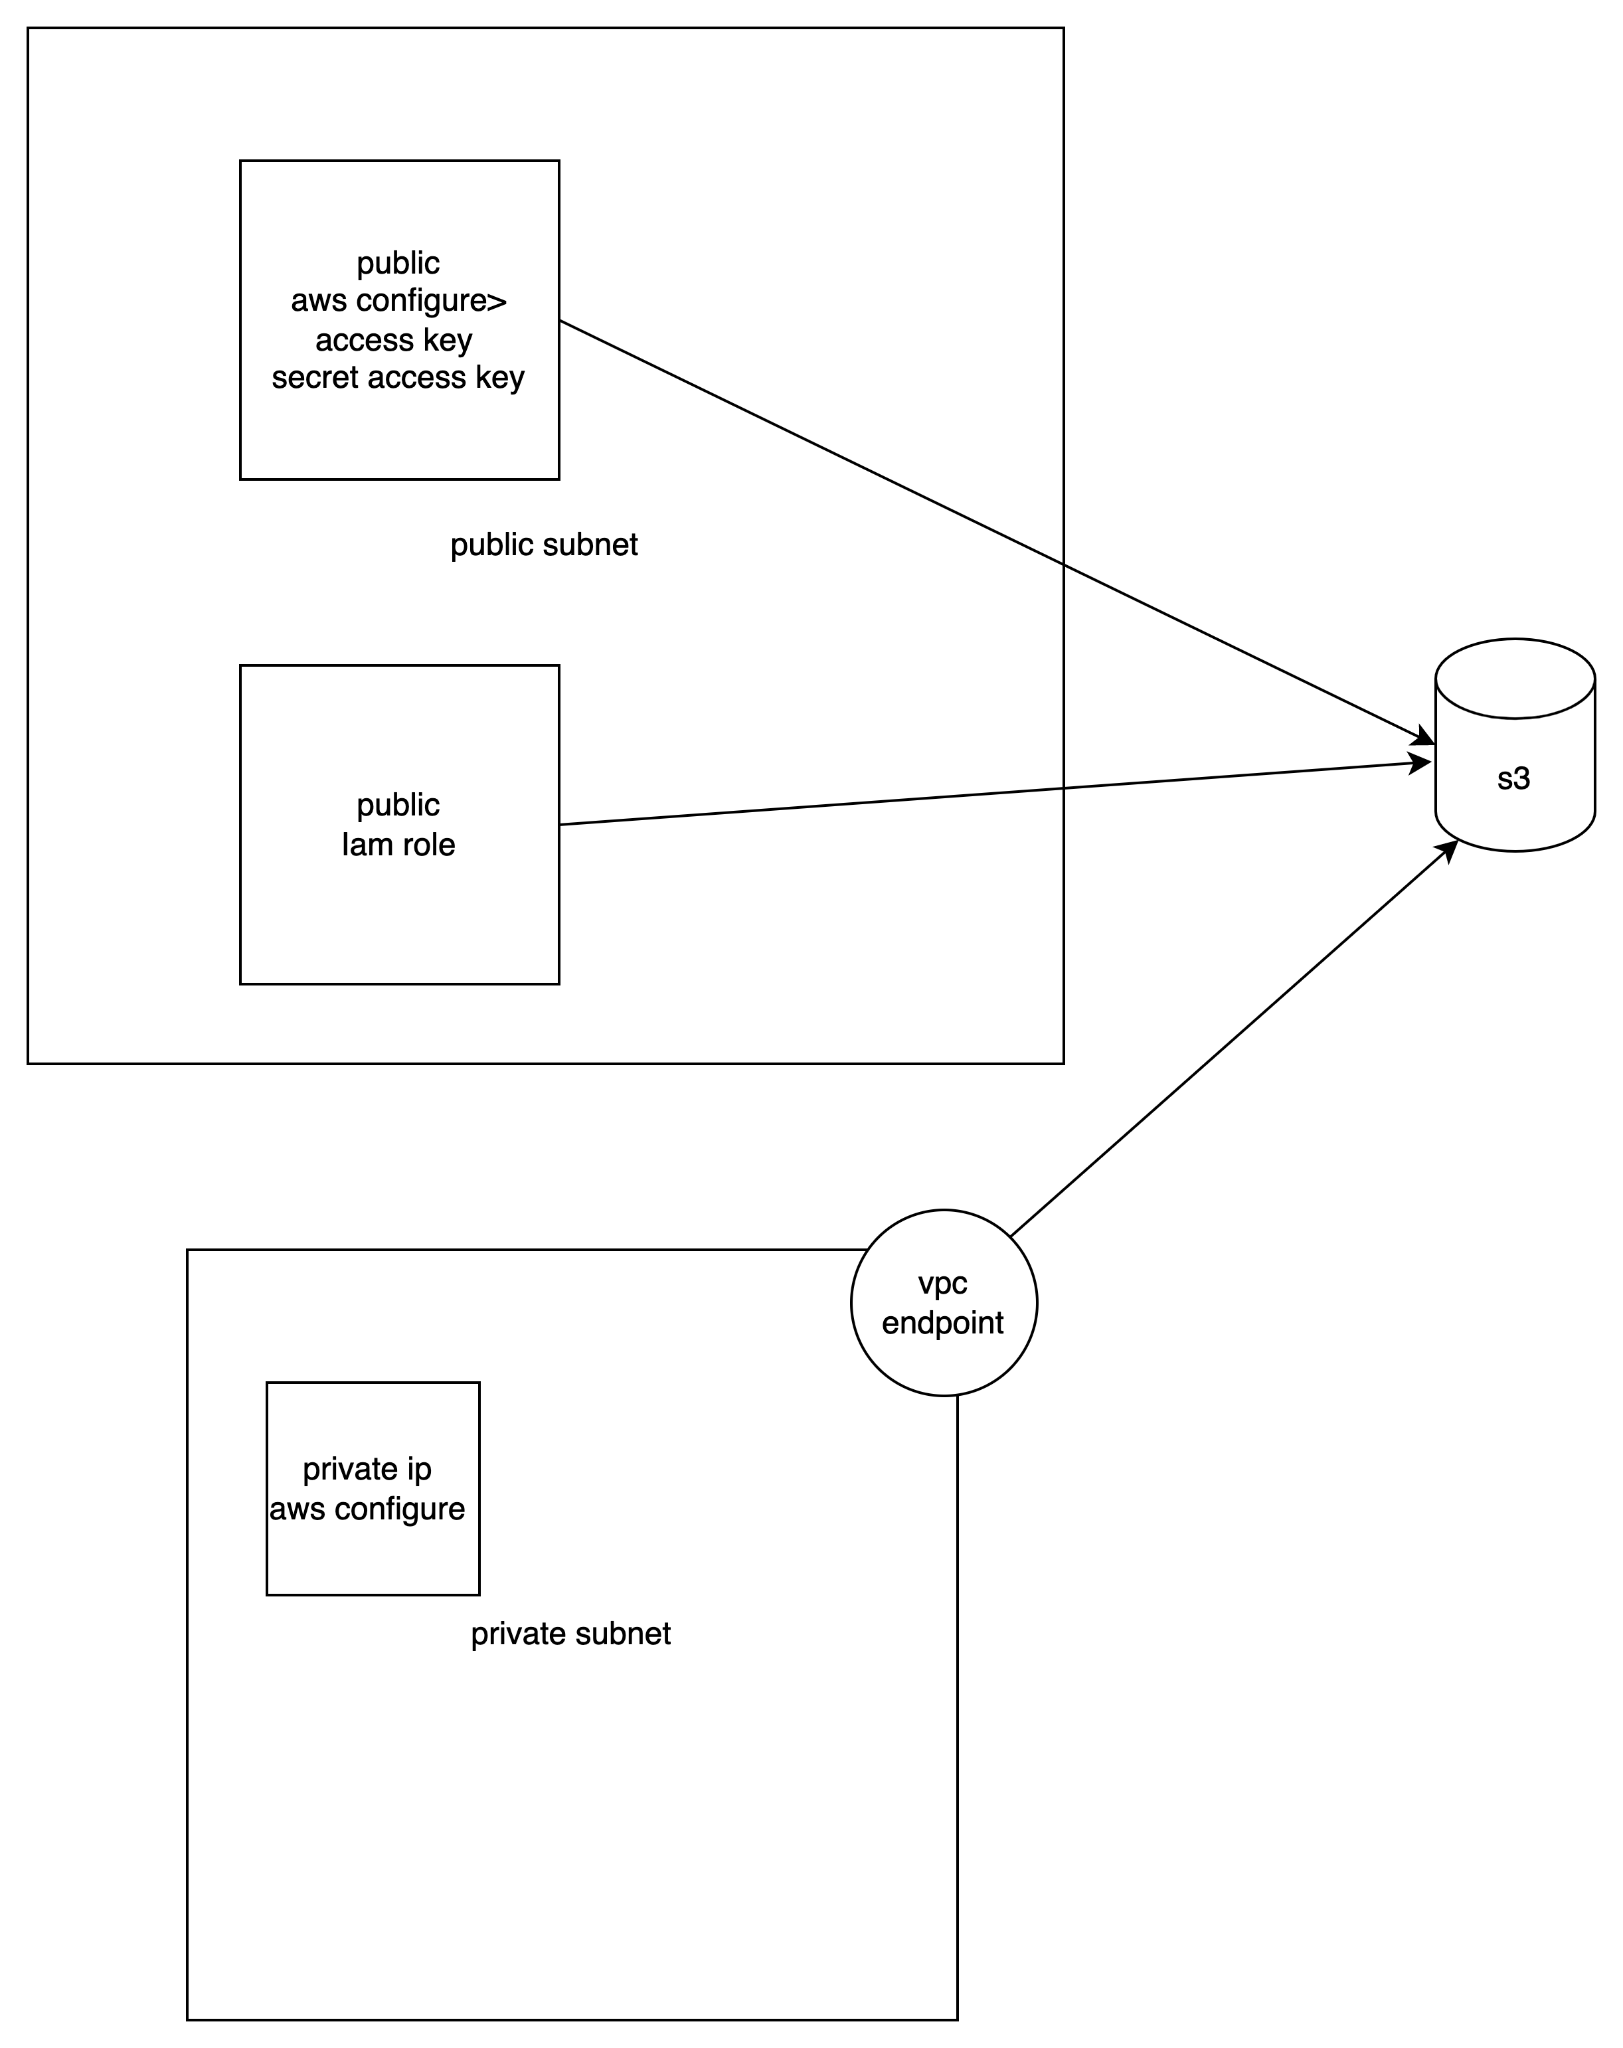 public
aws configure>
access key
secret access key
public subnet
public
Iam role
s3
vpc
endpoint
private ip
aws configure
private subnet